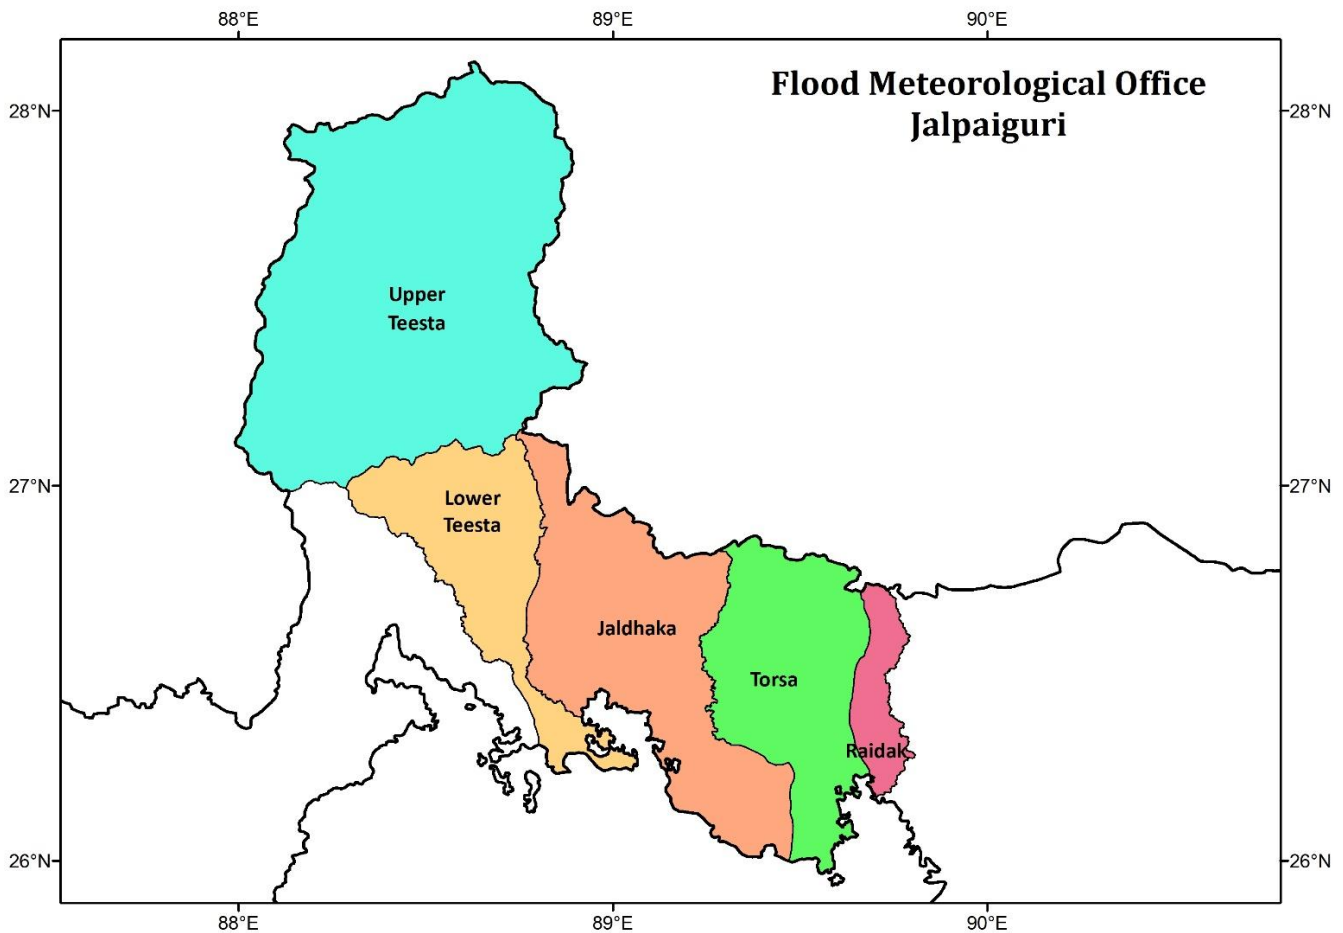 88°E
89°E
90°E
Flood Meteorological Office
Jalpaiguri
28°N
28°N
Upper
Teesta
27°N
27°N
Lower
Teesta
Jaldhaka
Torsa
Raidak
26°N
26°N
88°E
89°E
90°E